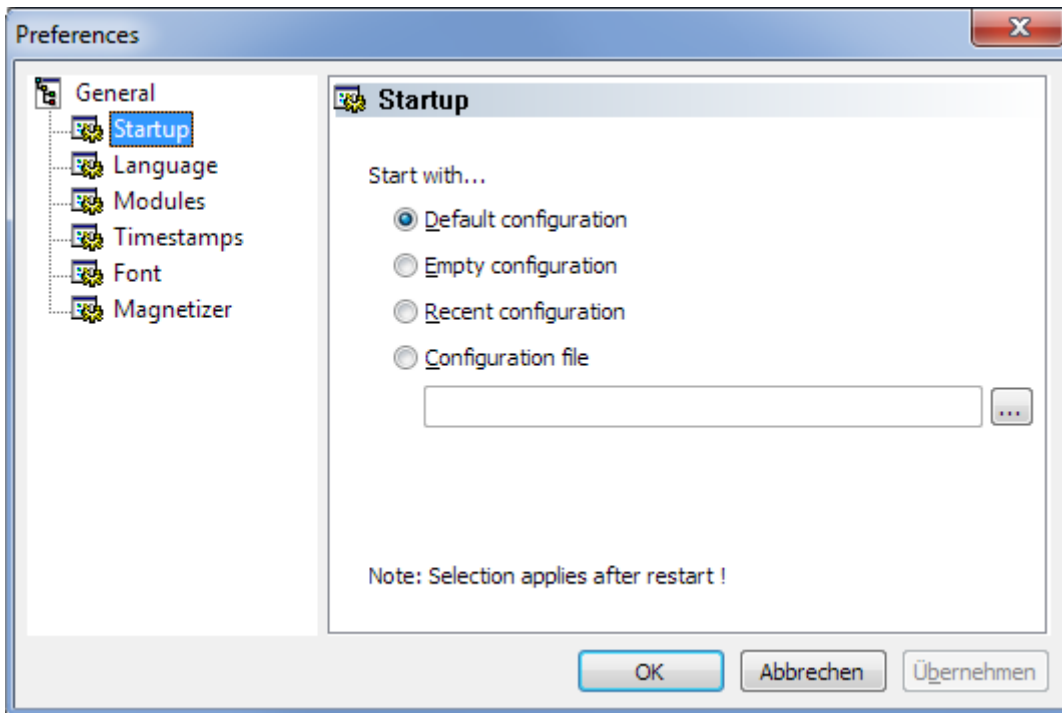 Preferences
General
Startup
Language
Modules
Timestamps
Font
Magnetizer
Startup
Start with...
Default configuration
Empty configuration
Recent configuration
Configuration file
...
Note: Selection applies after restart !
OK
Abbrechen
Übernehmen